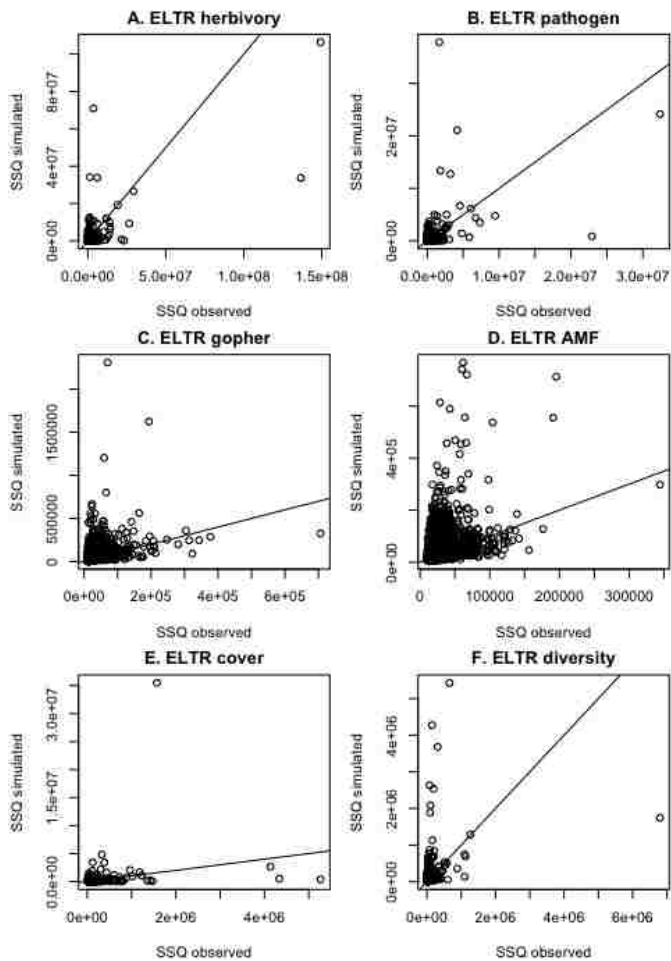 A. ELTR herbivory
SSQ simulated
0e+00 4e+07 8e+07
0.0e+00 5.0e+07 1.0e+08 1.5e+08
SSQ observed
B. ELTR pathogen
SSQ simulated
0e+00 2e+07
0.0e+00 1.0e+07 2.0e+07 3.0e+07
SSQ observed
C. ELTR gopher
SSQ simulated
0 500000 1500000
0e+00 2e+05 4e+05 6e+05
SSQ observed
D. ELTR AMF
SSQ simulated
0e+00 4e+05
0 100000 200000 300000
SSQ observed
E. ELTR cover
SSQ simulated
0.0e+00 1.5e+07 3.0e+07
0e+00 2e+06 4e+06
SSQ observed
F. ELTR diversity
SSQ simulated
0e+00 2e+06 4e+06
0e+00 2e+06 4e+06 6e+06
SSQ observed